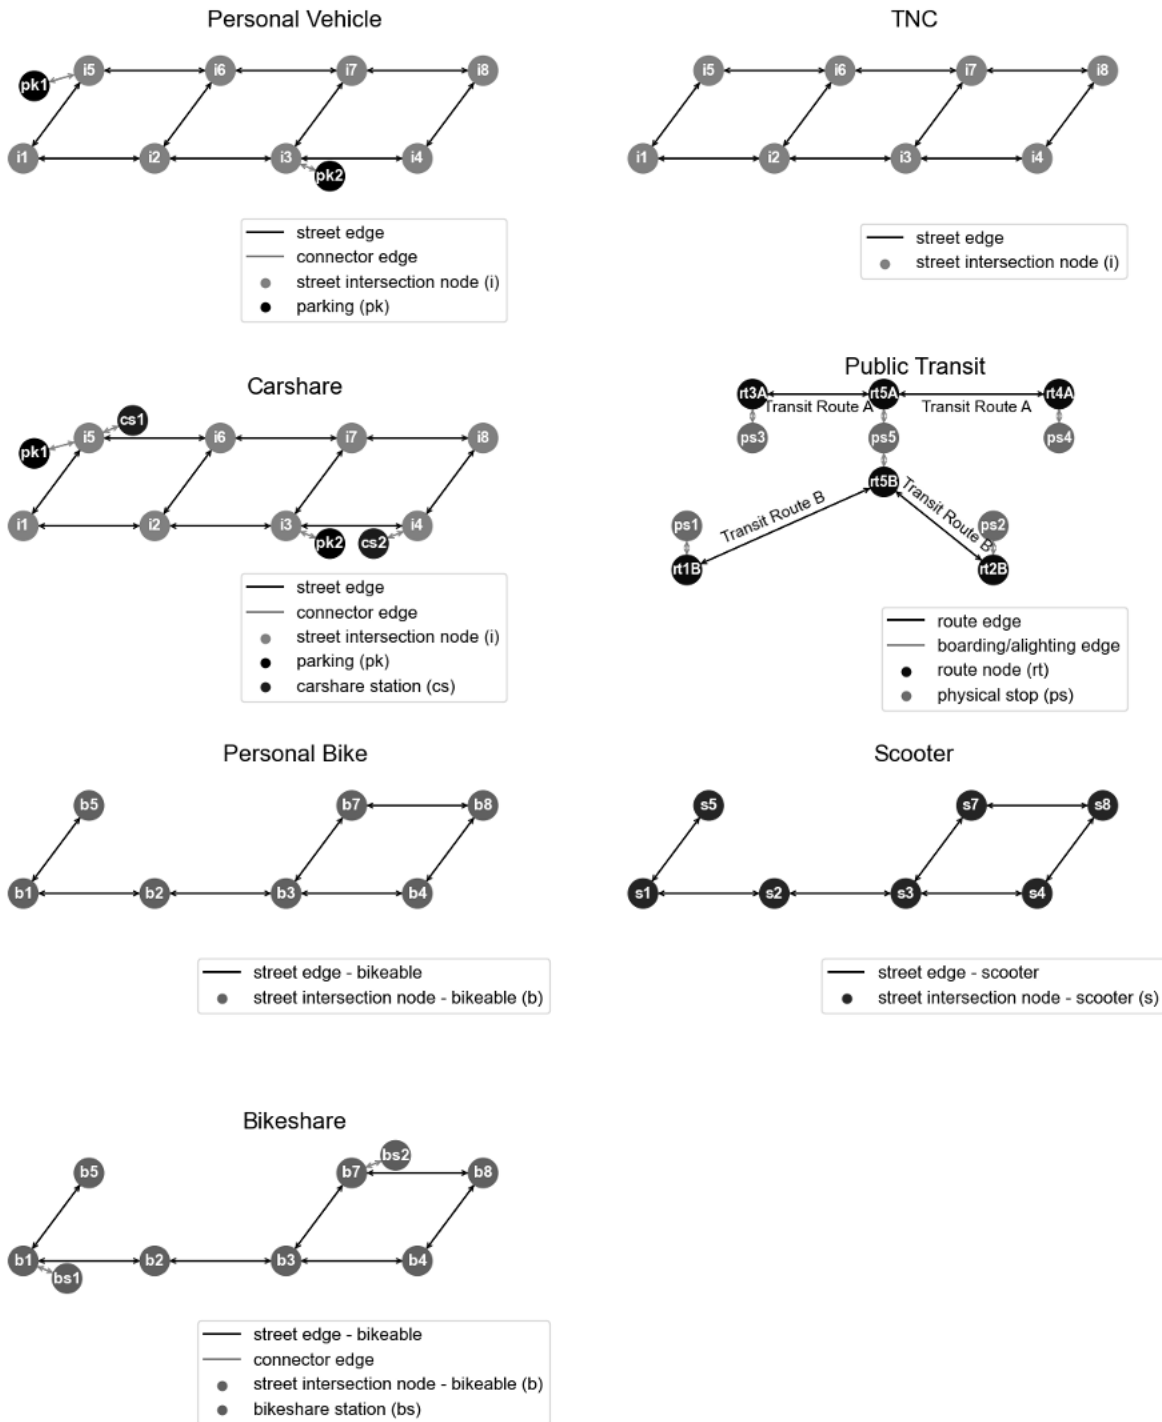 Personal Vehicle
i5
i6
i7
i8
pk1
i1
i2
i3
i4
pk2
street edge
connector edge
street intersection node (i)
parking (pk)
TNC
i5
i6
i7
i8
i1
i2
i3
i4
street edge
street intersection node (i)
Carshare
cs1
i5
i6
i7
i8
pk1
i1
i2
i3
i4
pk2
cs2
street edge
connector edge
street intersection node (i)
parking (pk)
carshare station (cs)
Public Transit
rt3A
rt5A
rt4A
Transit Route A
Transit Route A
ps3
ps5
ps4
rt5B
Transit Route B
Transit Route B
ps1
ps2
rt1B
rt2B
route edge
boarding/alighting edge
route node (rt)
physical stop (ps)
Personal Bike
b5
b7
b8
b1
b2
b3
b4
street edge - bikeable
street intersection node - bikeable (b)
Scooter
s5
s7
s8
s1
s2
s3
s4
street edge - scooter
street intersection node - scooter (s)
Bikeshare
bs2
b5
b7
b8
b1
b2
b3
b4
bs1
street edge - bikeable
connector edge
street intersection node - bikeable (b)
bikeshare station (bs)